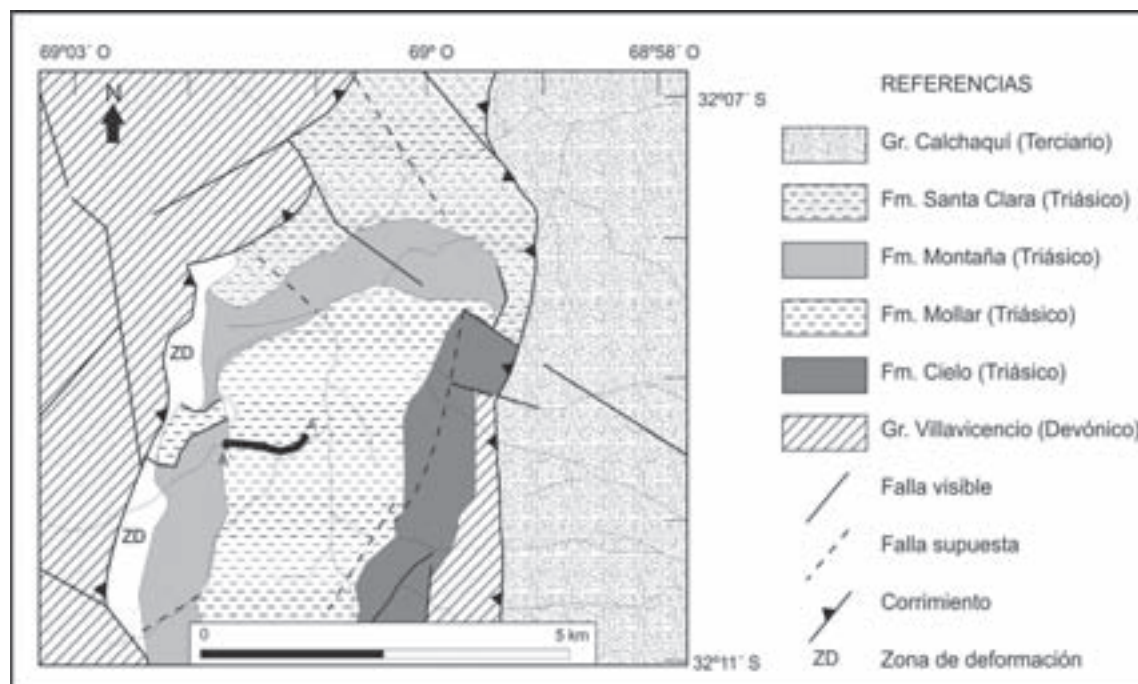 69°03´ O
69° O
68°58´ O
N
32°07´ S
ZD
ZD
A
0
5 km
32°11´ S
REFERENCIAS
Gr. Calchaquí (Terciario)
Fm. Santa Clara (Triásico)
Fm. Montaña (Triásico)
Fm. Mollar (Triásico)
Fm. Cielo (Triásico)
Gr. Villavicencio (Devónico)
Falla visible
Falla supuesta
Corrimiento
ZD Zona de deformación